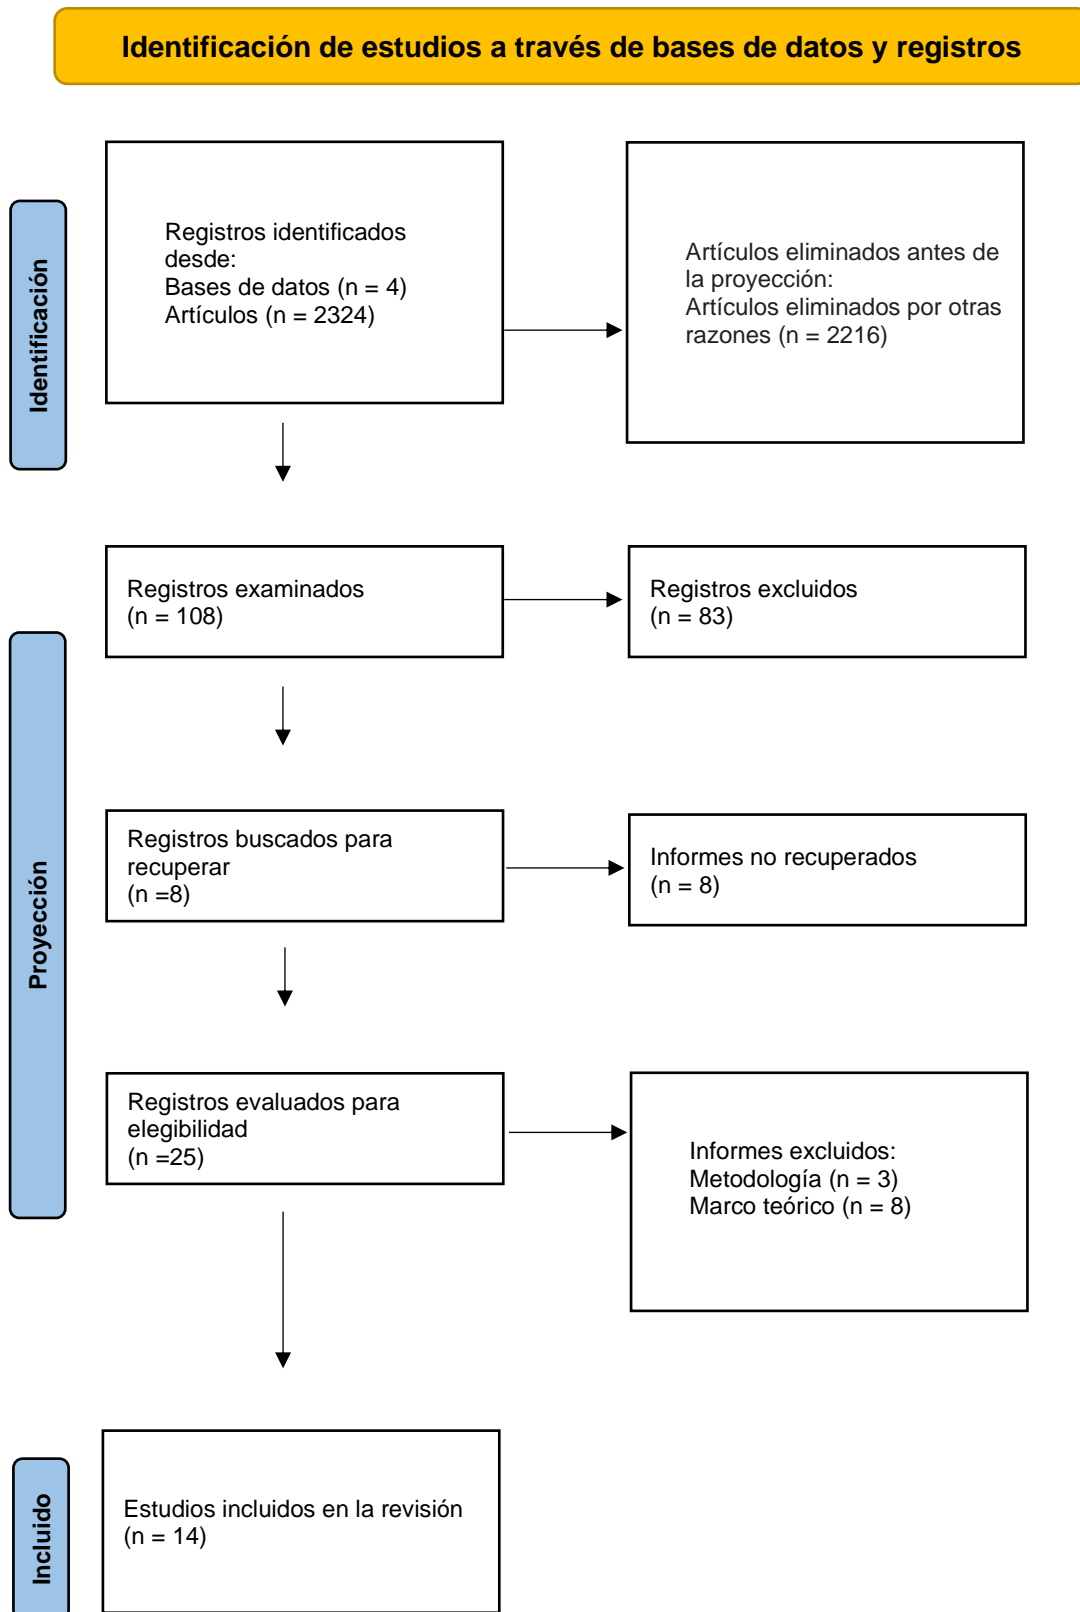 Identificación de estudios a través de bases de datos y registros
Identificación
Registros identificados
desde:
Bases de datos (n = 4)
Artículos (n = 2324)
Artículos eliminados antes de
la proyección:
Artículos eliminados por otras
razones (n = 2216)
Proyección
Registros examinados
(n = 108)
Registros excluidos
(n = 83)
Registros buscados para
recuperar
(n =8)
Informes no recuperados
(n = 8)
Registros evaluados para
elegibilidad
(n =25)
Informes excluidos:
Metodología (n = 3)
Marco teórico (n = 8)
Incluido
Estudios incluidos en la revisión
(n = 14)